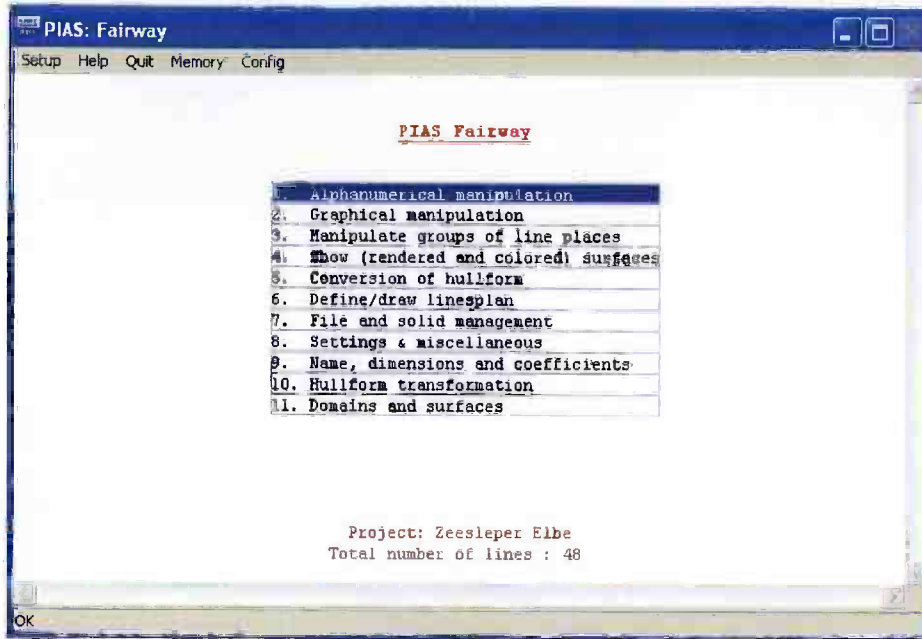 PIAS: Fairway
Setup Help Quit Memory Config
PIAS Fairway
1. Alphanumerical manipulation
2. Graphical manipulation
3. Manipulate groups of line places
4. Show (rendered and colored) surfaces
5. Conversion of hullform
6. Define/draw linesplan
7. File and solid management
8. Settings & miscellaneous
9. Name, dimensions and coefficients
10. Hullform transformation
11. Domains and surfaces
Project: Zeesleper Elbe
Total number of lines : 48
OK